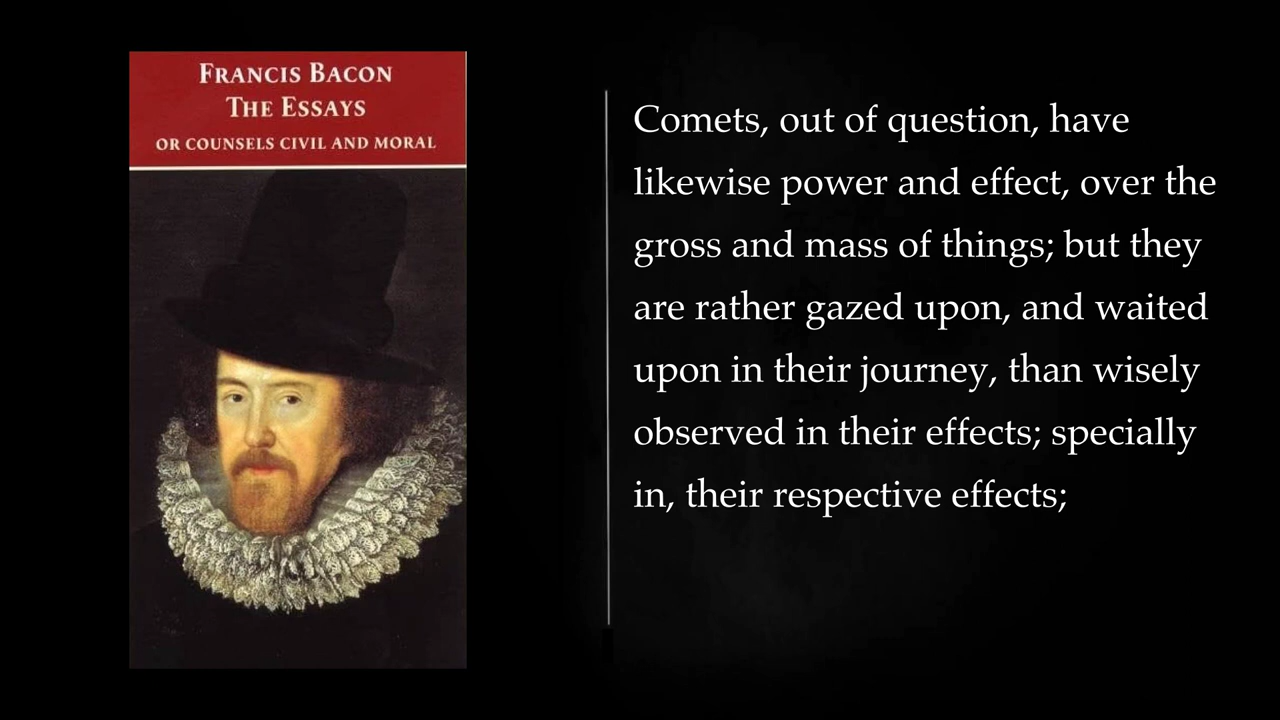 FRANCIS BACON
THE ESSAYS
OR COUNSELS CIVIL AND MORAL
Comets, out of question, have
likewise power and effect, over the
gross and mass of things; but they
are rather gazed upon, and waited
upon in their journey, than wisely
observed in their effects; specially
in, their respective effects;